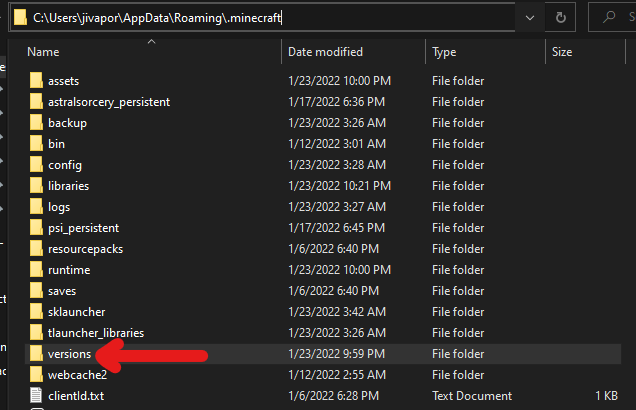 C:\Users\jivapor\AppData\Roaming\.minecraft
Name Date modified Type Size
assets 1/23/2022 10:00 PM File folder
astralsorcery_persistent 1/17/2022 6:36 PM File folder
backup 1/23/2022 3:26 AM File folder
bin 1/12/2022 3:01 AM File folder
config 1/23/2022 3:28 AM File folder
libraries 1/23/2022 10:21 PM File folder
logs 1/23/2022 3:27 AM File folder
psi_persistent 1/17/2022 6:45 PM File folder
resourcepacks 1/6/2022 6:40 PM File folder
runtime 1/23/2022 10:00 PM File folder
saves 1/6/2022 6:40 PM File folder
sklauncher 1/23/2022 3:42 AM File folder
tlauncher_libraries 1/23/2022 3:26 AM File folder
versions 1/23/2022 9:59 PM File folder
webcache2 1/12/2022 2:55 AM File folder
clientId.txt 1/6/2022 6:28 PM Text Document 1 KB